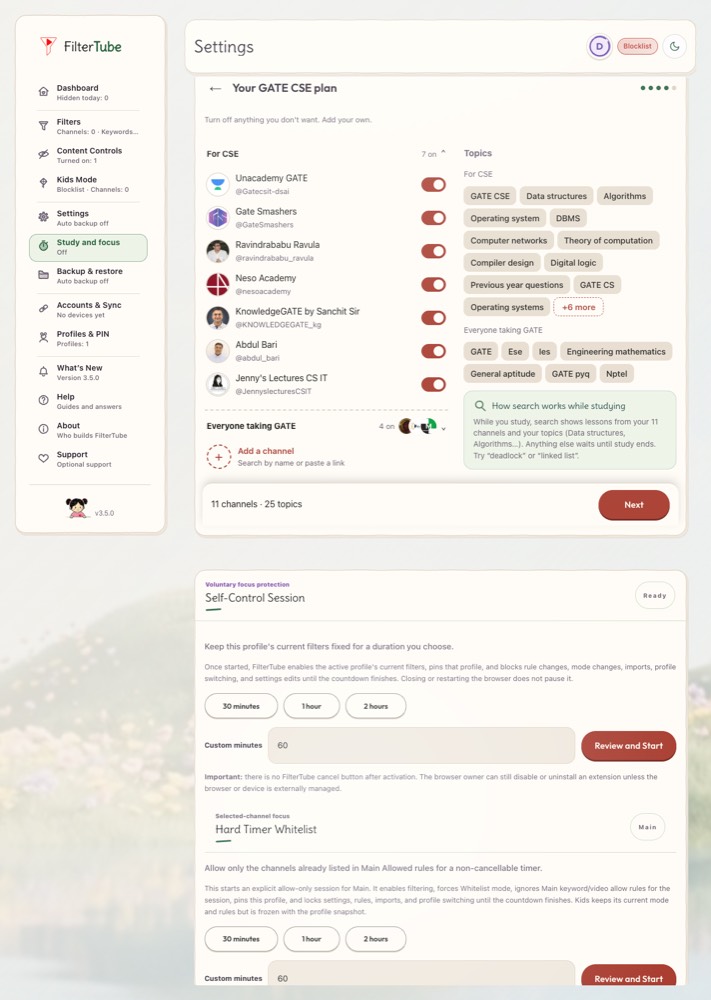 FilterTube
Dashboard
Hidden today: 0
Filters
Channels: 0 · Keywords...
Content Controls
Turned on: 1
Kids Mode
Blocklist · Channels: 0
Settings
Auto backup off
Study and focus
Off
Backup & restore
Auto backup off
Accounts & Sync
No devices yet
Profiles & PIN
Profiles: 1
What's New
Version 3.5.0
Help
Guides and answers
About
Who builds FilterTube
Support
Optional support
v3.5.0
Settings
D
Blocklist
← Your GATE CSE plan
Turn off anything you don't want. Add your own.
For CSE
7 on
Unacademy GATE
@Gatecsit-dsai
Gate Smashers
@GateSmashers
Ravindrababu Ravula
@ravindrababu_ravula
Neso Academy
@nesoacademy
KnowledgeGATE by Sanchit Sir
@KNOWLEDGEGATE_kg
Abdul Bari
@abdul_bari
Jenny's Lectures CS IT
@JennyslecturesCSIT
Everyone taking GATE
4 on
Add a channel
Search by name or paste a link
Topics
For CSE
GATE CSE Data structures Algorithms
Operating system DBMS
Computer networks Theory of computation
Compiler design Digital logic
Previous year questions GATE CS
Operating systems +6 more
Everyone taking GATE
GATE Ese Ies Engineering mathematics
General aptitude GATE pyq Nptel
How search works while studying
While you study, search shows lessons from your 11
channels and your topics (Data structures,
Algorithms...). Anything else waits until study ends.
Try “deadlock” or “linked list”.
11 channels · 25 topics
Next
Voluntary focus protection
Self-Control Session
Ready
Keep this profile's current filters fixed for a duration you choose.
Once started, FilterTube enables the active profile's current filters, pins that profile, and blocks rule changes, mode changes, imports, profile
switching, and settings edits until the countdown finishes. Closing or restarting the browser does not pause it.
30 minutes 1 hour 2 hours
Custom minutes 60 Review and Start
Important: there is no FilterTube cancel button after activation. The browser owner can still disable or uninstall an extension unless the
browser or device is externally managed.
Selected-channel focus
Hard Timer Whitelist
Main
Allow only the channels already listed in Main Allowed rules for a non-cancellable timer.
This starts an explicit allow-only session for Main. It enables filtering, forces Whitelist mode, ignores Main keyword/video allow rules for the
session, pins this profile, and locks settings, rules, imports, and profile switching until the countdown finishes. Kids keeps its current mode
and rules but is frozen with the profile snapshot.
30 minutes 1 hour 2 hours
Custom minutes 60 Review and Start